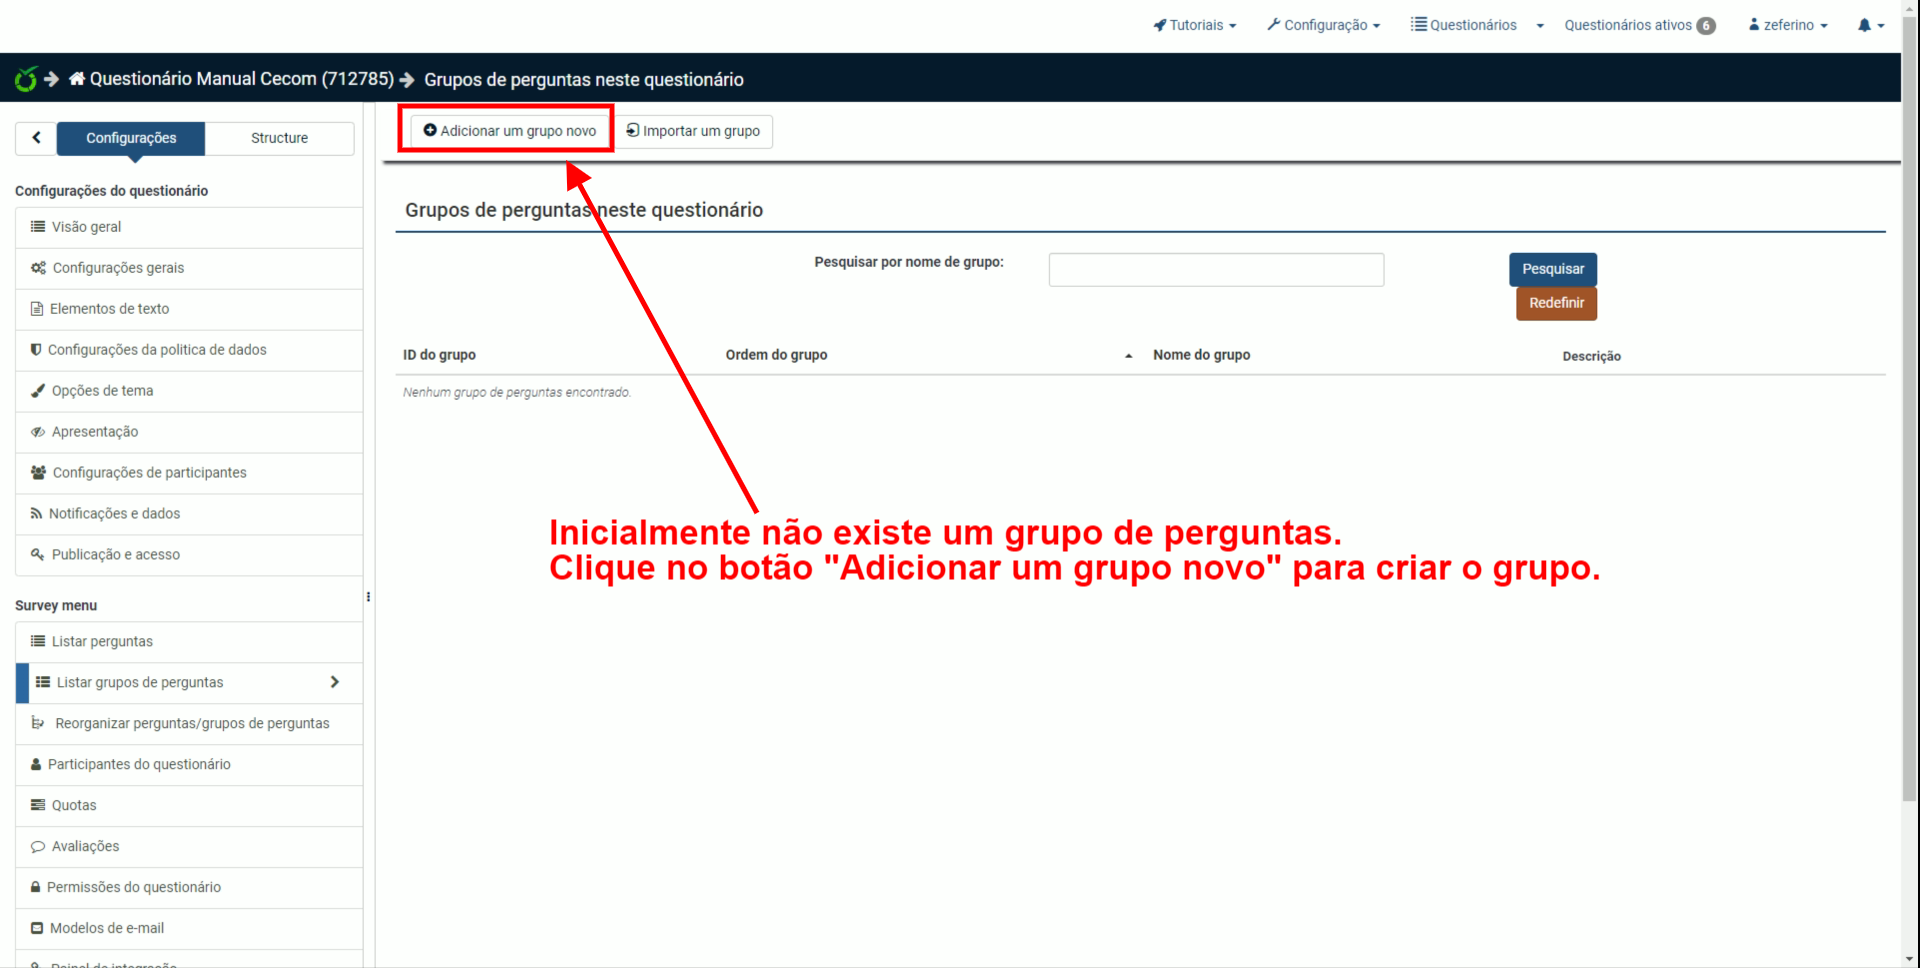 Tutoriais
Configuração
Questionários
Questionários ativos 6
zeferino
Questionário Manual Cecom (712785)
Grupos de perguntas neste questionário
Configurações
Structure
Adicionar um grupo novo
Importar um grupo
Configurações do questionário
Visão geral
Configurações gerais
Elementos de texto
Configurações da politica de dados
Opções de tema
Apresentação
Configurações de participantes
Notificações e dados
Publicação e acesso
Survey menu
Listar perguntas
Listar grupos de perguntas
Reorganizar perguntas/grupos de perguntas
Participantes do questionário
Quotas
Avaliações
Permissões do questionário
Modelos de e-mail
Painel de integração
Grupos de perguntas neste questionário
Pesquisar por nome de grupo:
Pesquisar
Redefinir
ID do grupo
Ordem do grupo
Nome do grupo
Descrição
Nenhum grupo de perguntas encontrado.
Inicialmente não existe um grupo de perguntas.
Clique no botão "Adicionar um grupo novo" para criar o grupo.